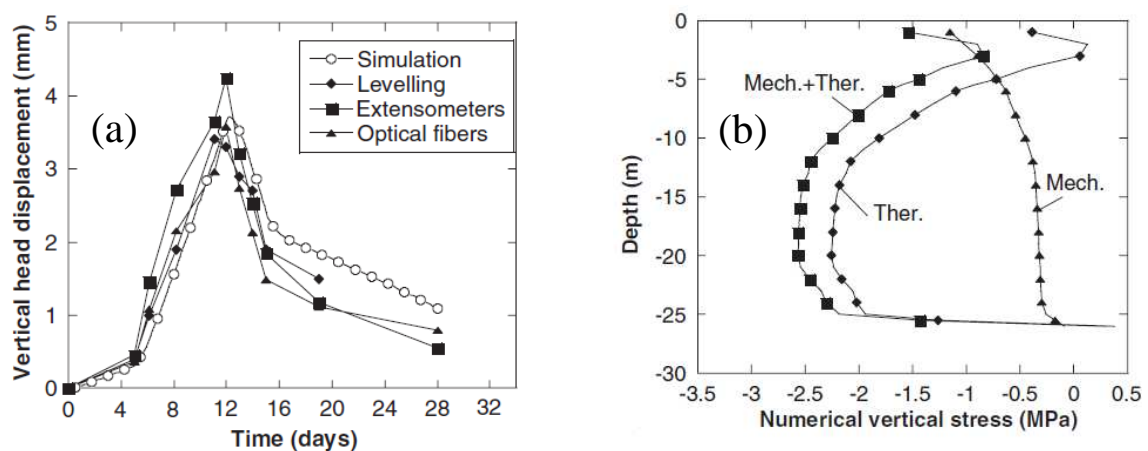 (a)
Vertical head displacement (mm)
5
4
3
2
1
0
Simulation
Levelling
Extensometers
Optical fibers
0 4 8 12 16 20 24 28 32
Time (days)
(b)
Depth (m)
0
-5
-10
-15
-20
-25
-30
Mech.+Ther.
Ther.
Mech.
-3.5 -3 -2.5 -2 -1.5 -1 -0.5 0 0.5
Numerical vertical stress (MPa)